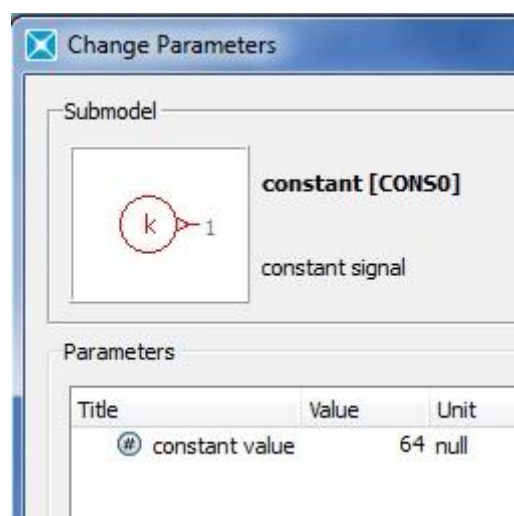 Change Parameters
Submodel
constant [CONS0]
k 1
constant signal
Parameters
Title Value Unit
# constant value 64 null